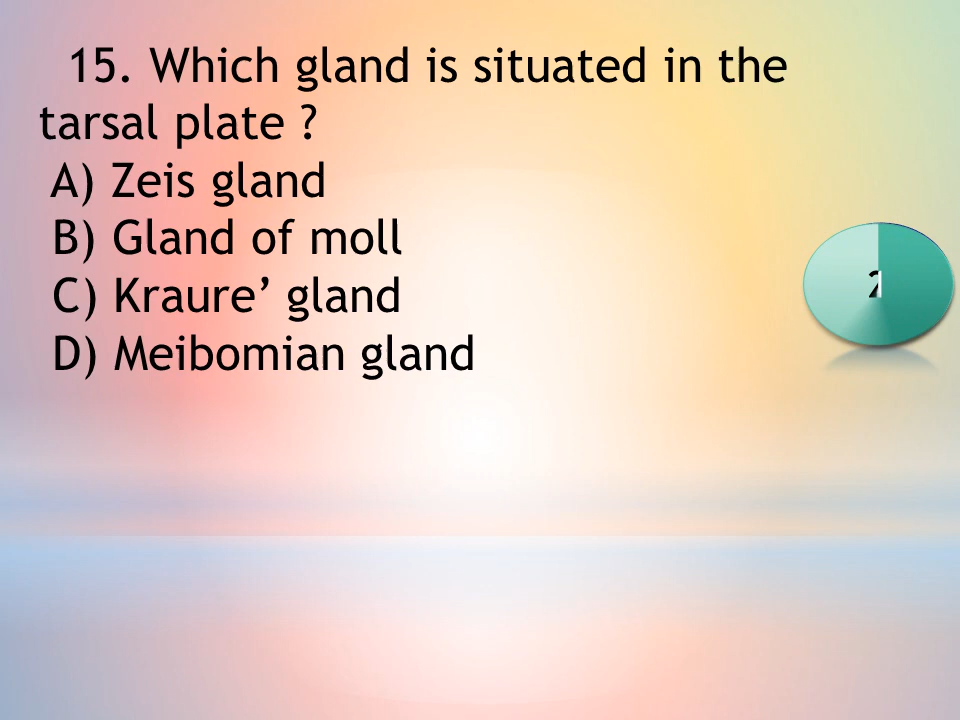 15. Which gland is situated in the
tarsal plate ?
A) Zeis gland
B) Gland of moll
C) Kraure’ gland
D) Meibomian gland